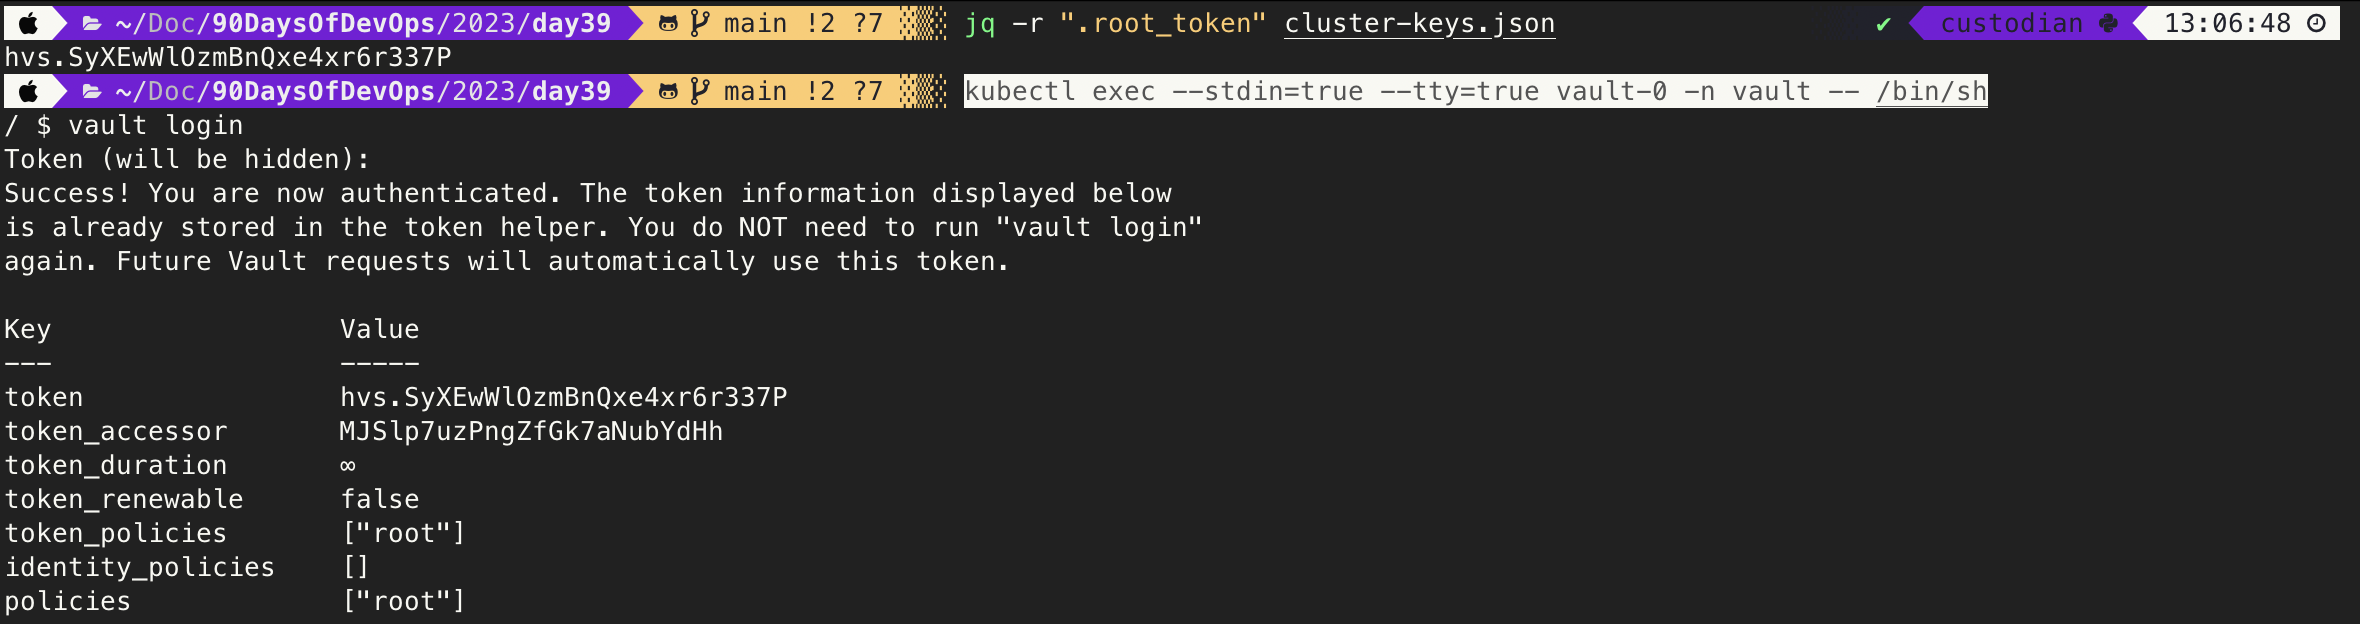 ~/Doc/90DaysOfDevOps/2023/day39 main !2 ?7 jq -r ".root_token" cluster-keys.json ✔ custodian 13:06:48
hvs.SyXEwWlOzmBnQxe4xr6r337P
~/Doc/90DaysOfDevOps/2023/day39 main !2 ?7 kubectl exec --stdin=true --tty=true vault-0 -n vault -- /bin/sh
/ $ vault login
Token (will be hidden):
Success! You are now authenticated. The token information displayed below
is already stored in the token helper. You do NOT need to run "vault login"
again. Future Vault requests will automatically use this token.
Key Value
--- -----
token hvs.SyXEwWlOzmBnQxe4xr6r337P
token_accessor MJSlp7uzPngZfGk7aNubYdHh
token_duration ∞
token_renewable false
token_policies ["root"]
identity_policies []
policies ["root"]